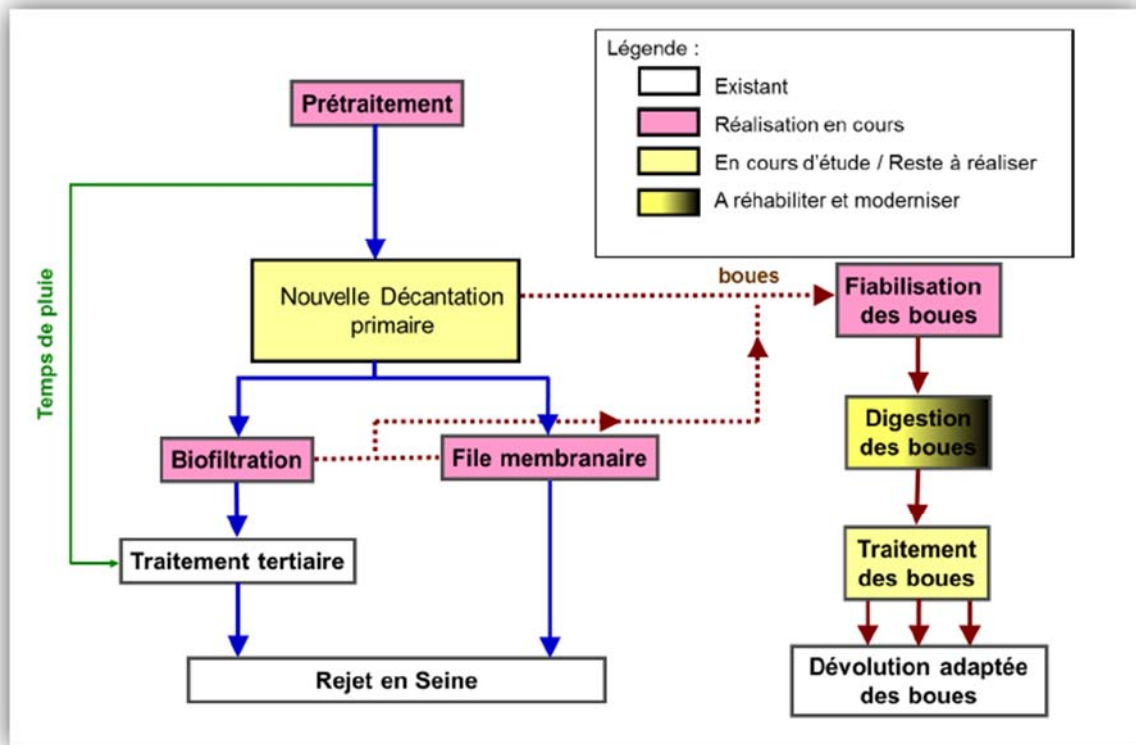 Légende :
Existant
Réalisation en cours
En cours d'étude / Reste à réaliser
A réhabiliter et moderniser
Prétraitement
Temps de pluie
Nouvelle Décantation
primaire
boues
Fiabilisation
des boues
Digestion
des boues
Biofiltration
File membranaire
Traitement tertiaire
Traitement
des boues
Rejet en Seine
Dévolution adaptée
des boues